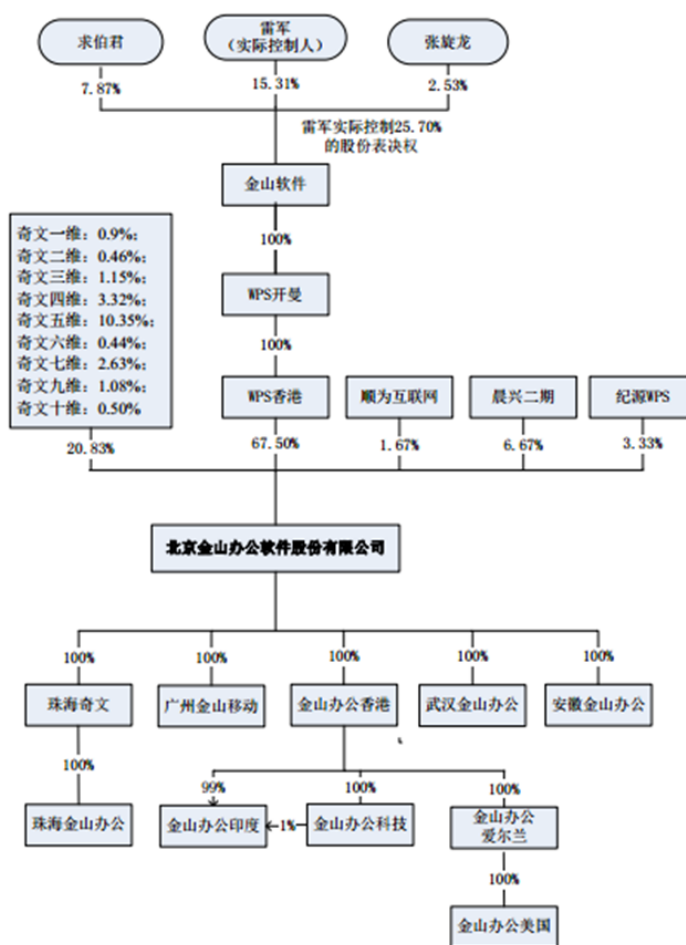 求伯君
雷军
(实际控制人)
张旋龙
7.87%
15.31%
2.53%
雷军实际控制25.70%
的股份表决权
金山软件
100%
WPS开曼
100%
奇文一维：0.9%；
奇文二维：0.46%；
奇文三维：1.15%；
奇文四维：3.32%；
奇文五维：10.35%；
奇文六维：0.44%；
奇文七维：2.63%；
奇文九维：1.08%；
奇文十维：0.50%
WPS香港
顺为互联网
晨兴二期
纪源WPS
20.83%
67.50%
1.67%
6.67%
3.33%
北京金山办公软件股份有限公司
100%
100%
100%
100%
100%
珠海奇文
广州金山移动
金山办公香港
武汉金山办公
安徽金山办公
100%
99%
100%
100%
珠海金山办公
金山办公印度
1%
金山办公科技
金山办公
爱尔兰
100%
金山办公美国